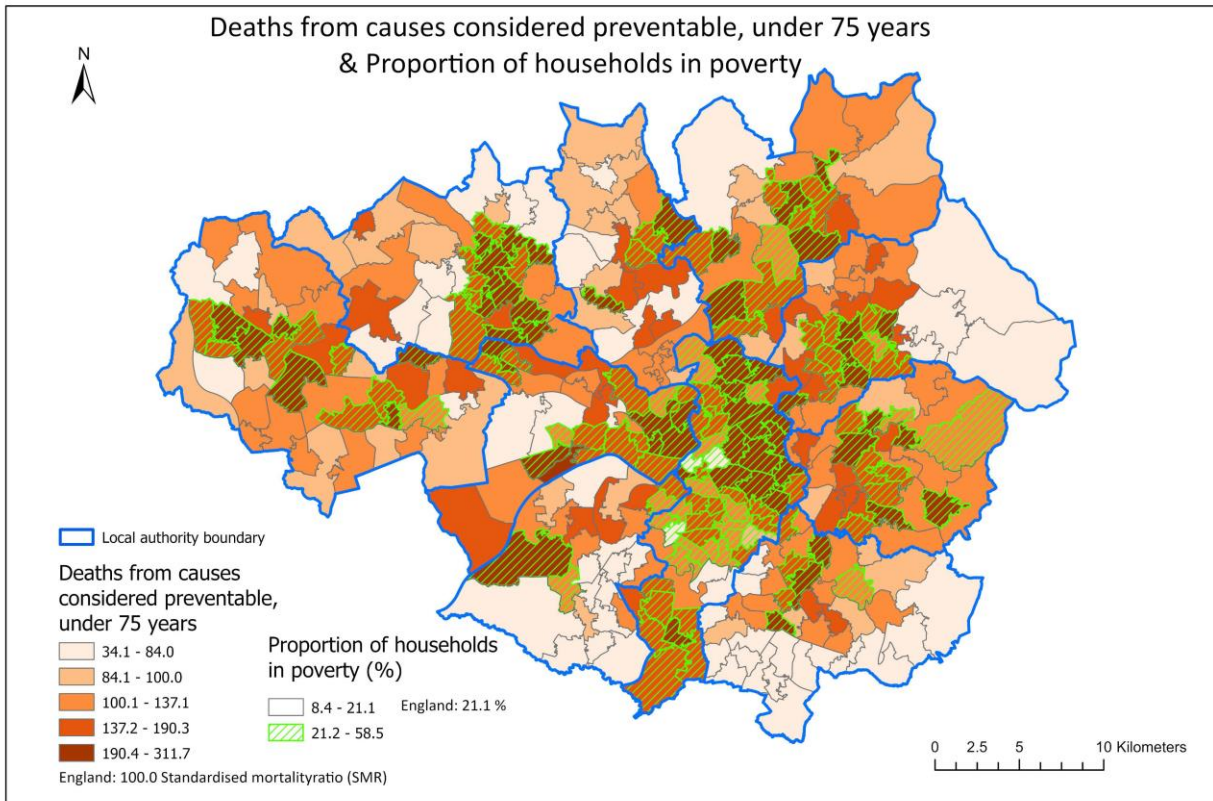 Deaths from causes considered preventable, under 75 years
& Proportion of households in poverty
N
Local authority boundary
Deaths from causes
considered preventable,
under 75 years
34.1 - 84.0
84.1 - 100.0
100.1 - 137.1
137.2 - 190.3
190.4 - 311.7
England: 100.0 Standardised mortalityratio (SMR)
Proportion of households
in poverty (%)
8.4 - 21.1 England: 21.1 %
21.2 - 58.5
0 2.5 5 10 Kilometers